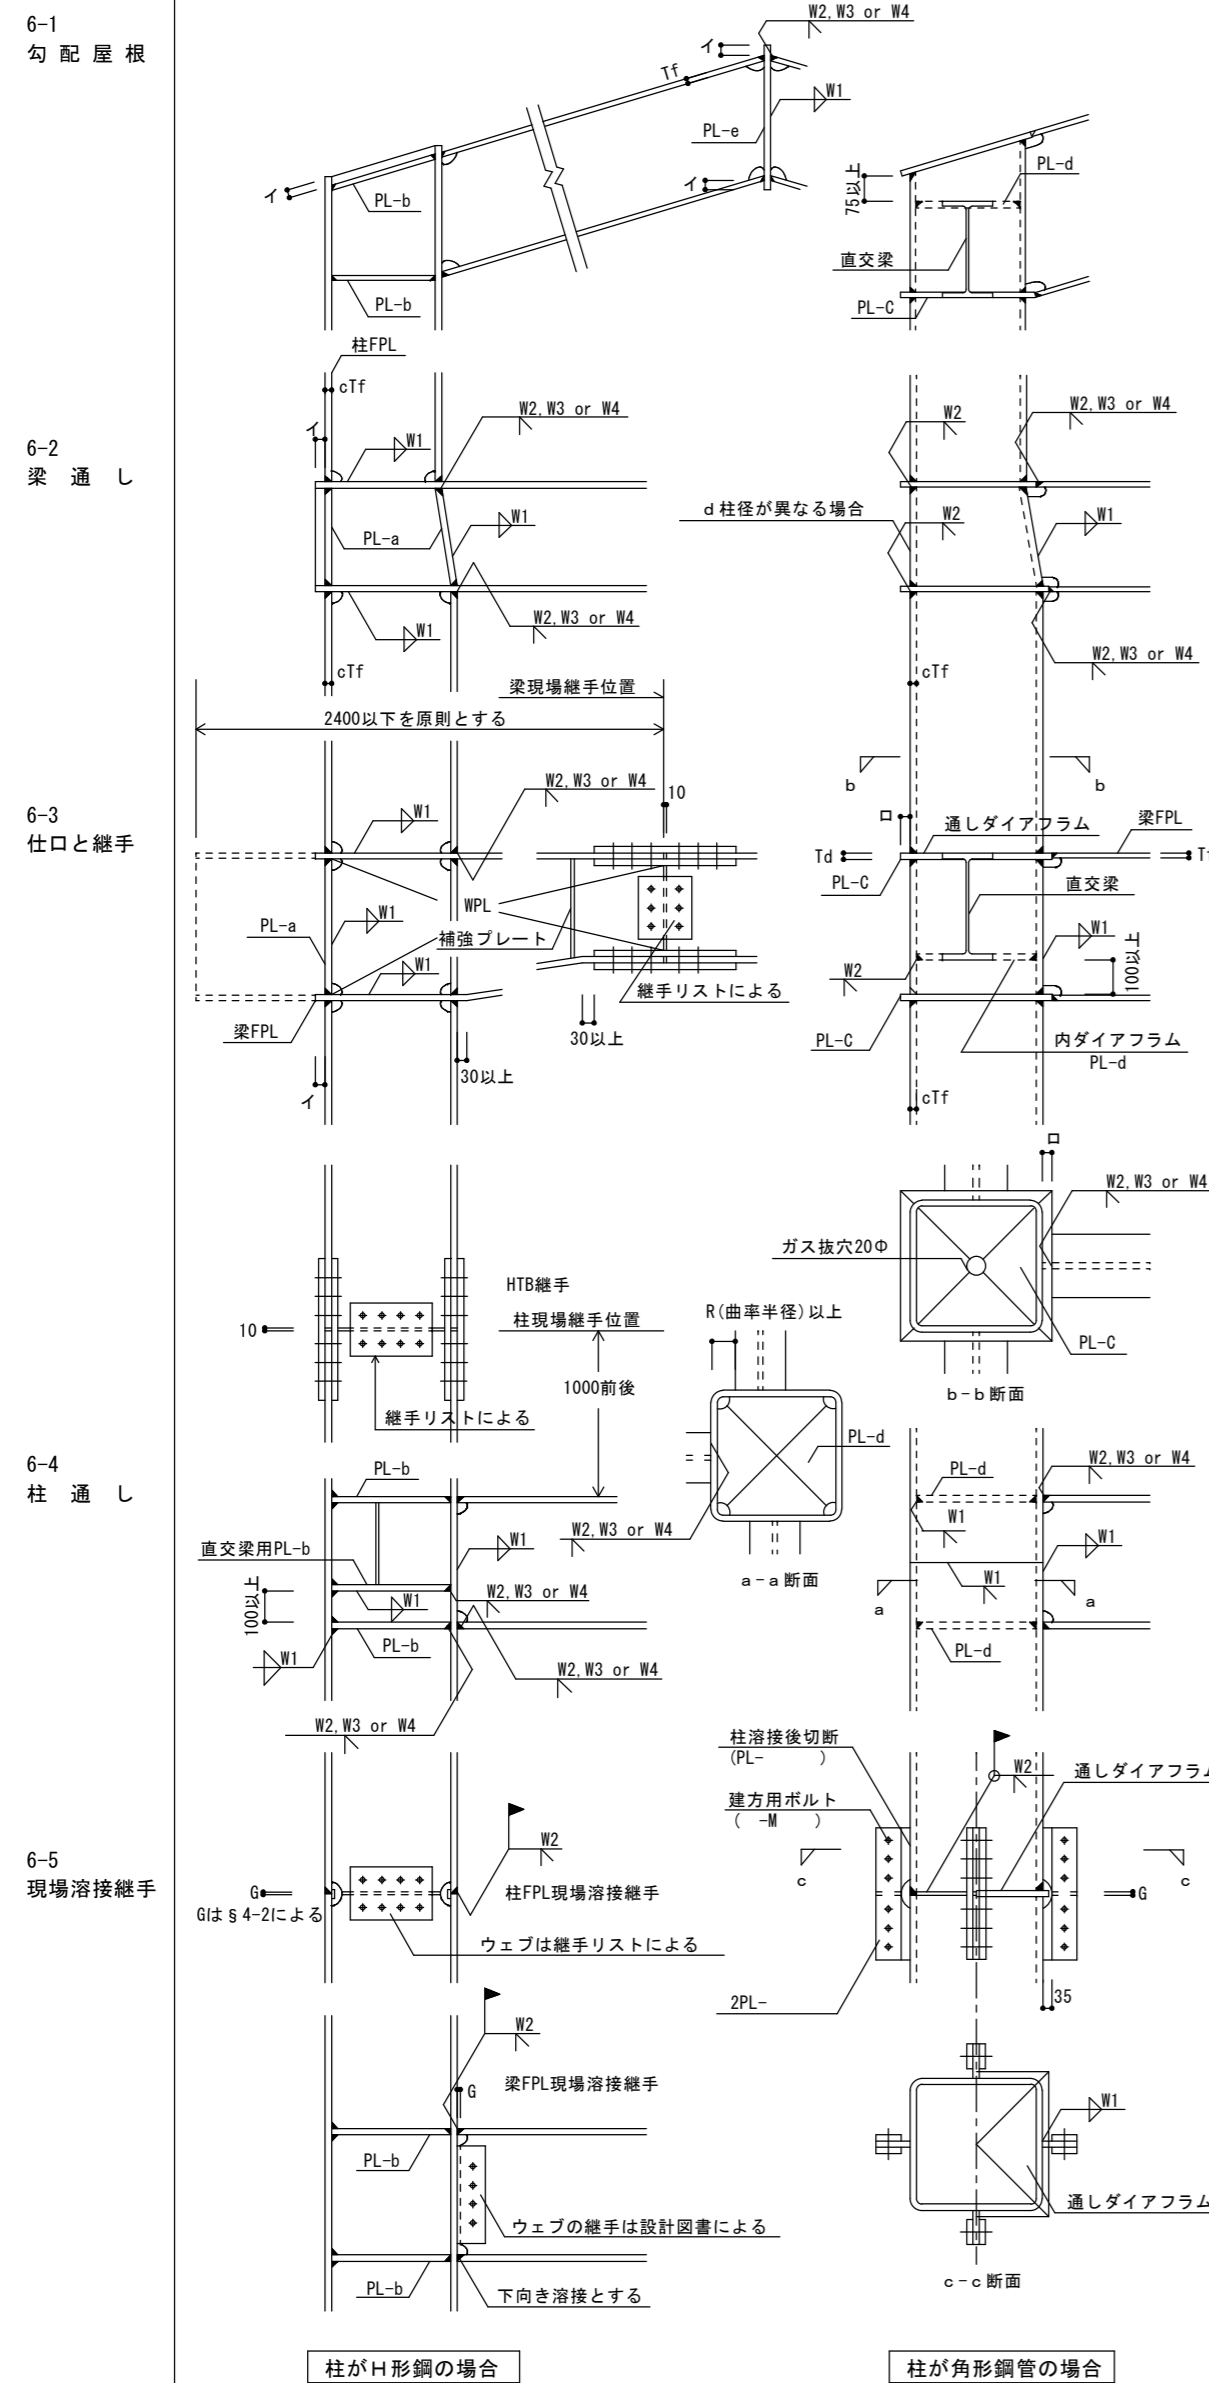 6-1
勾配屋根
W2,W3 or W4
イ
Tf
W1
PL-e
イ
イ
PL-b
PL-b
75以上
PL-d
直交梁
PL-C
6-2
梁通し
柱FPL
cTf
イ
W1
W2,W3 or W4
PL-a
W1
W1
W2,W3 or W4
cTf
W2
W2,W3 or W4
d柱径が異なる場合
W2
W1
W2,W3 or W4
cTf
6-3
仕口と継手
梁現場継手位置
2400以下を原則とする
W2,W3 or W4
10
W1
WPL
W1
PL-a
補強プレート
W1
継手リストによる
梁FPL
30以上
30以上
イ
b
b
ロ
通しダイアフラム
梁FPL
Td
PL-C
直交梁
W1
W2
100以上
PL-C
内ダイアフラム
PL-d
cTf
ロ
W2,W3 or W4
ガス抜穴20Φ
PL-C
b-b断面
6-4
柱通し
HTB継手
柱現場継手位置
10
1000前後
継手リストによる
R(曲率半径)以上
PL-d
W2,W3 or W4
a-a断面
PL-b
直交梁用PL-b
W1
100以上
W1
W2,W3 or W4
PL-b
W1
W2,W3 or W4
W2,W3 or W4
PL-d
W2,W3 or W4
W1
W1
W1
a
a
PL-d
6-5
現場溶接継手
W2
G
Gは§4-2による
柱FPL現場溶接継手
ウェブは継手リストによる
W2
G
梁FPL現場溶接継手
PL-b
ウェブの継手は設計図書による
PL-b
下向き溶接とする
柱溶接後切断
(PL-　　　)
W2
通しダイアフラム
建方用ボルト
(　-M　　)
c
c
G
2PL-
35
W1
通しダイアフラム
c-c断面
柱がH形鋼の場合
柱が角形鋼管の場合